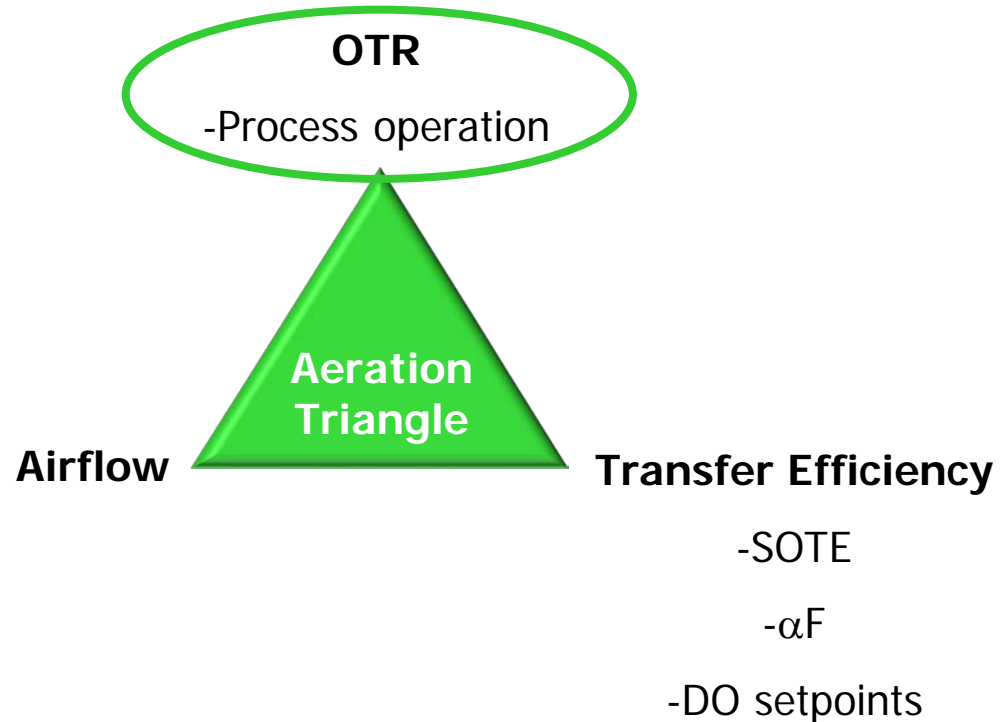 OTR
-Process operation
Aeration
Triangle
Airflow
Transfer Efficiency
-SOTE
-αF
-DO setpoints